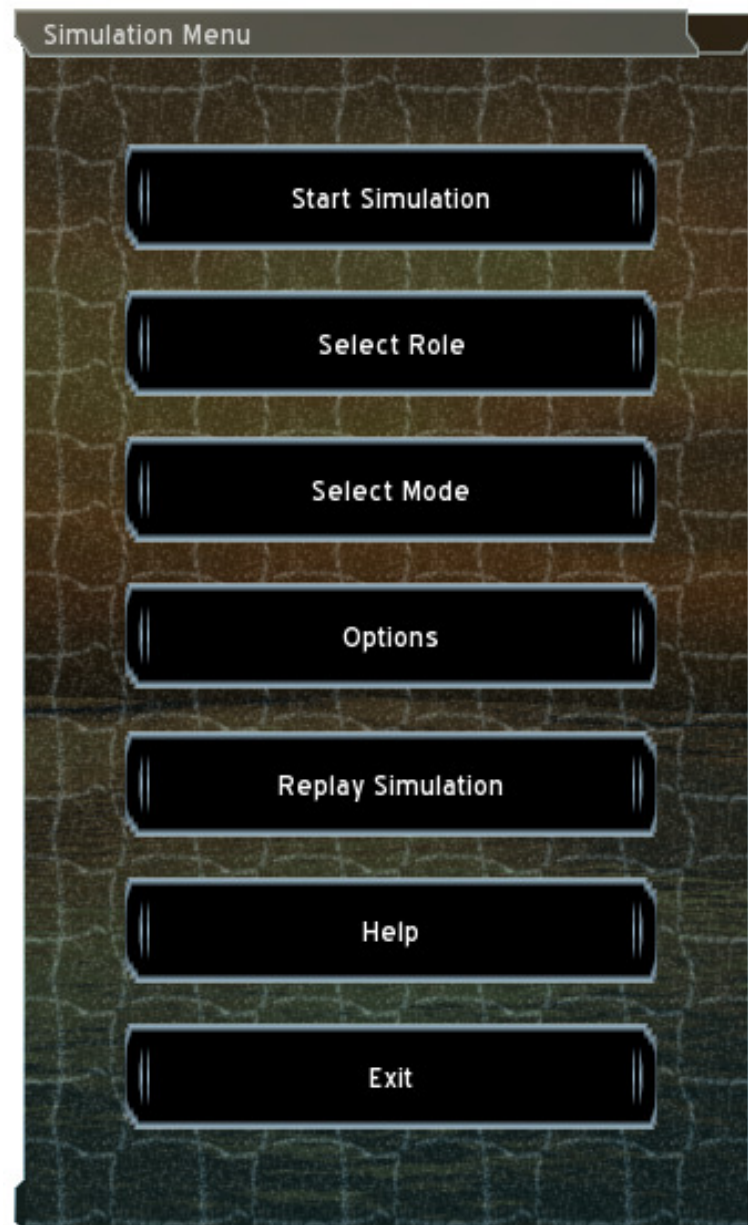 Simulation Menu
Start Simulation
Select Role
Select Mode
Options
Replay Simulation
Help
Exit